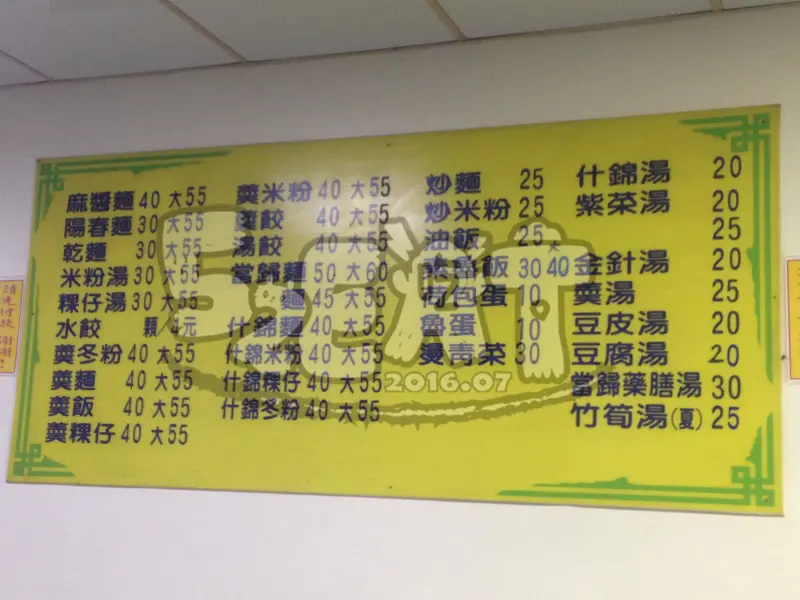 麻醬麵 40 大55
陽春麵 30 大55
乾麵 30 大55
米粉湯 30 大55
粿仔湯 30 大55
水餃 顆 4元
羹冬粉 40 大55
羹麵 40 大55
羹飯 40 大55
羹粿仔 40 大55
羹米粉 40 大55
羹餃 40 大55
湯餃 40 大55
當歸麵 50 大60
麵 45 大55
什錦麵 40 大55
什錦米粉 40 大55
什錦粿仔 40 大55
什錦冬粉 40 大55
炒麵 25
炒米粉 25
油飯 25
飯 30 大40
荷包蛋 10
魯蛋 10
燙青菜 30
什錦湯 20
紫菜湯 20
25
金針湯 20
羹湯 25
豆皮湯 20
豆腐湯 20
當歸藥膳湯 30
竹筍湯(夏) 25
2016.07